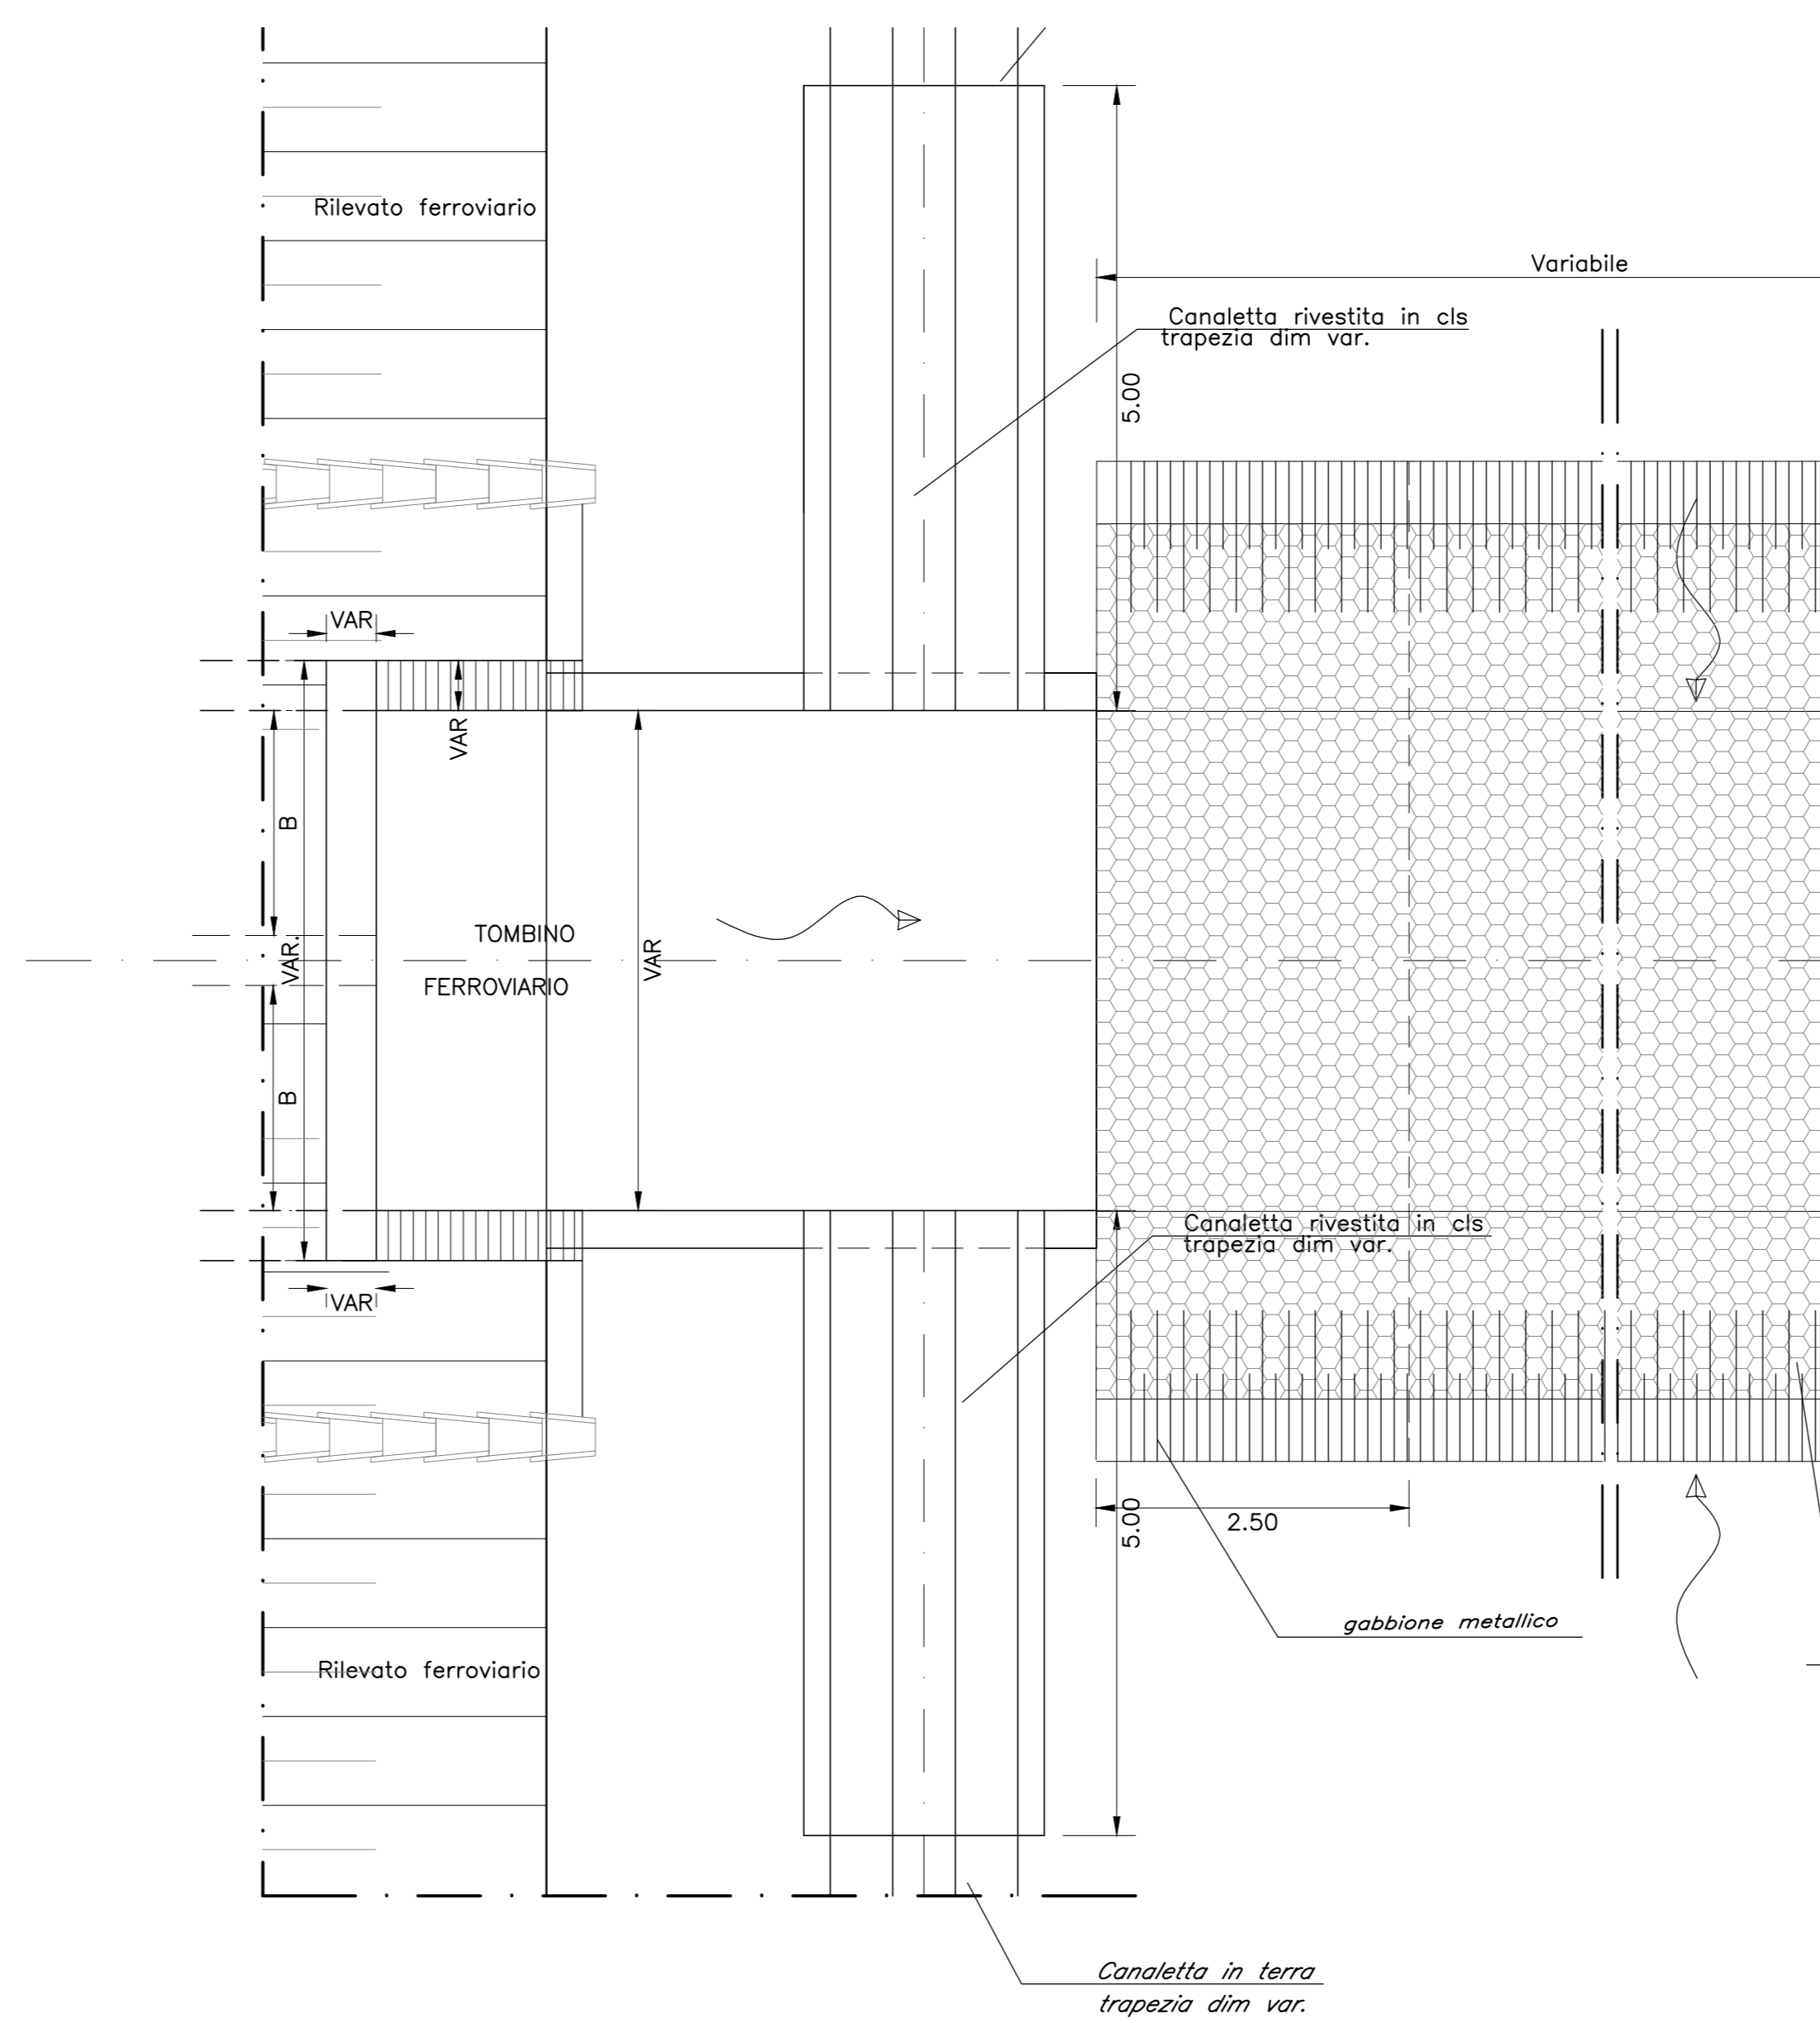 Rilevato ferroviario
Variabile
Canaletta rivestita in cls
trapezia dim var.
5.00
VAR
VAR
B
TOMBINO
VAR.
VAR
FERROVIARIO
B
Canaletta rivestita in cls
trapezia dim var.
VAR
5.00
2.50
gabbione metallico
Rilevato ferroviario
Canaletta in terra
trapezia dim var.